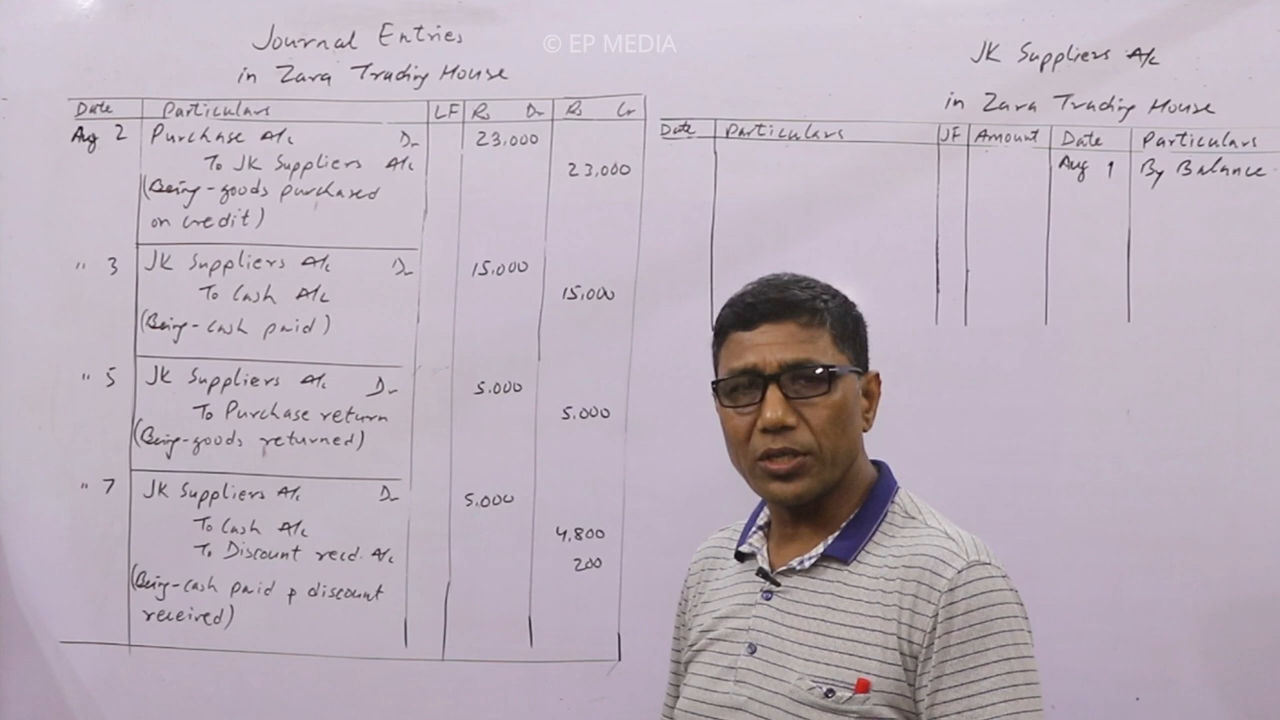 © EP MEDIA
Journal Entries
in Zara Trading House
Date Particulars LF Rs Dr Rs Cr
Aug 2 Purchase A/c Dr 23,000
To JK Suppliers A/c 23,000
(Being-goods purchased
on credit)
" 3 JK Suppliers A/c Dr 15,000
To Cash A/c 15,000
(Being-cash paid)
" 5 JK Suppliers A/c Dr 5,000
To Purchase return 5,000
(Being-goods returned)
" 7 JK Suppliers A/c Dr 5,000
To Cash A/c 4,800
To Discount recd. A/c 200
(Being-cash paid & discount
received)
JK Suppliers A/c
in Zara Trading House
Date Particulars JF Amount Date Particulars
Aug 1 By Balance